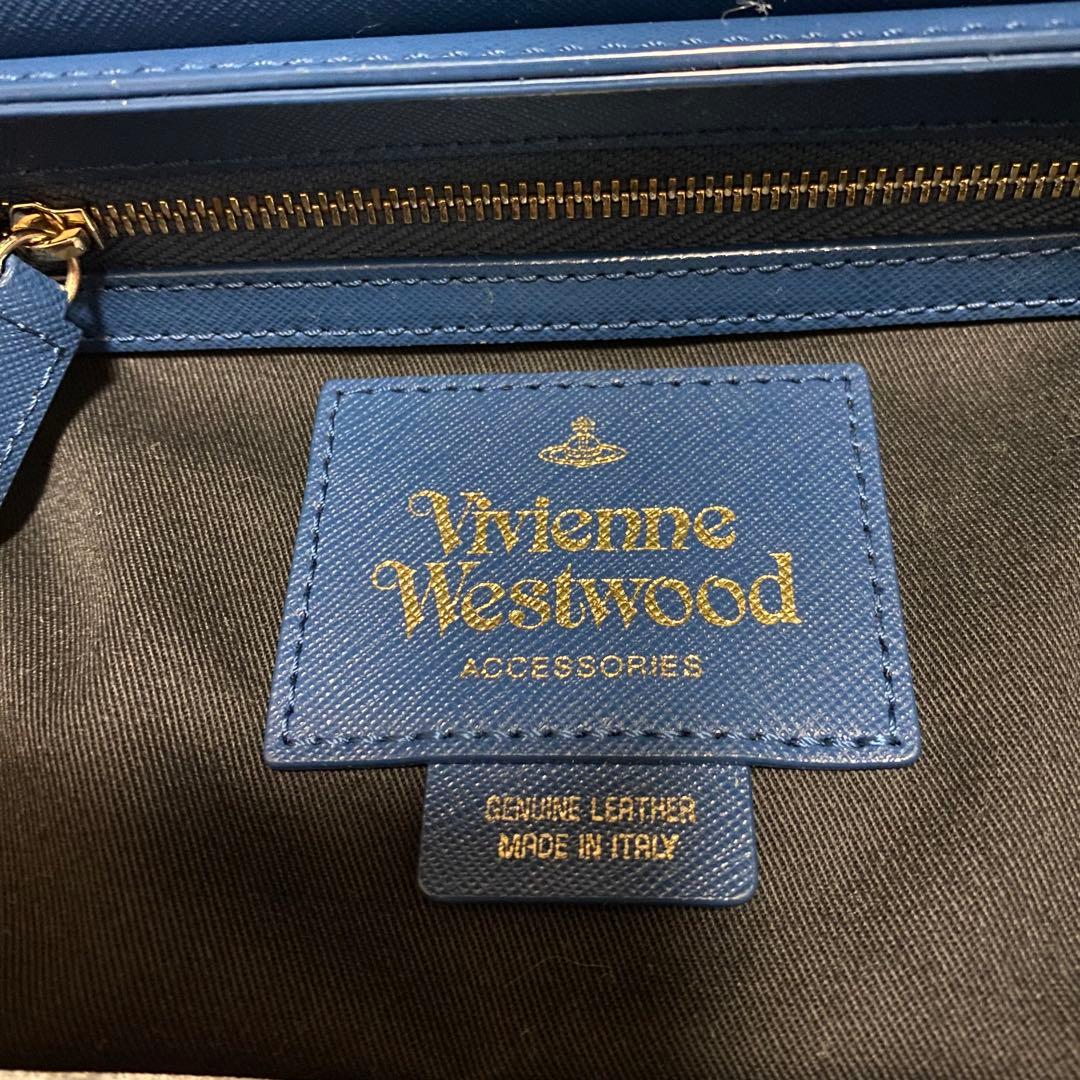 Vivienne
Westwood
ACCESSORIES
GENUINE LEATHER
MADE IN ITALY